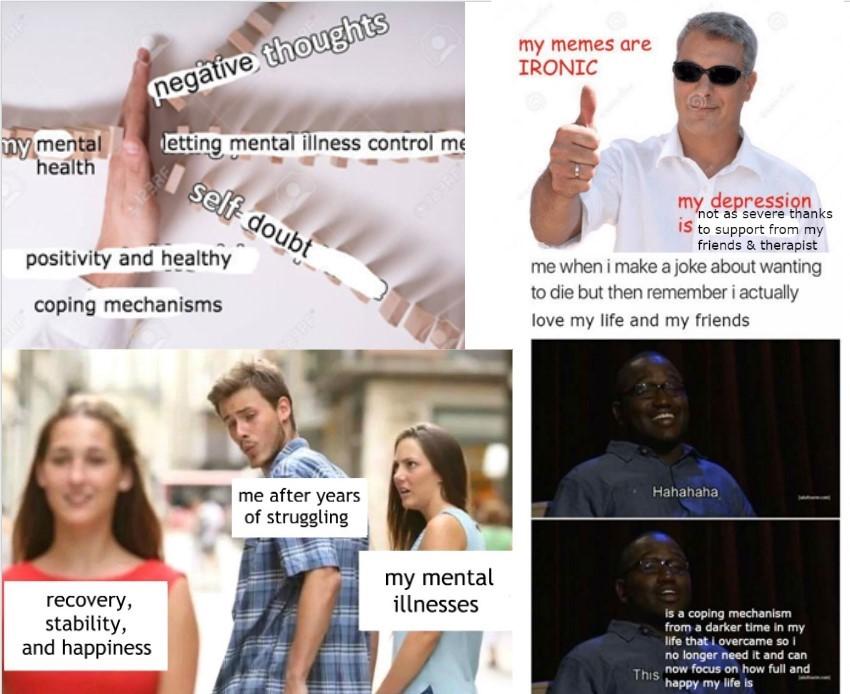 negative thoughts
my mental
health
letting mental illness control me
self-doubt
positivity and healthy
coping mechanisms
my memes are
IRONIC
my depression
is not as severe thanks
to support from my
friends & therapist
me when i make a joke about wanting
to die but then remember i actually
love my life and my friends
Hahahaha
[adultswim.com]
This is a coping mechanism
from a darker time in my
life that i overcame so i
no longer need it and can
now focus on how full and
happy my life is
[adultswim.com]
me after years
of struggling
my mental
illnesses
recovery,
stability,
and happiness